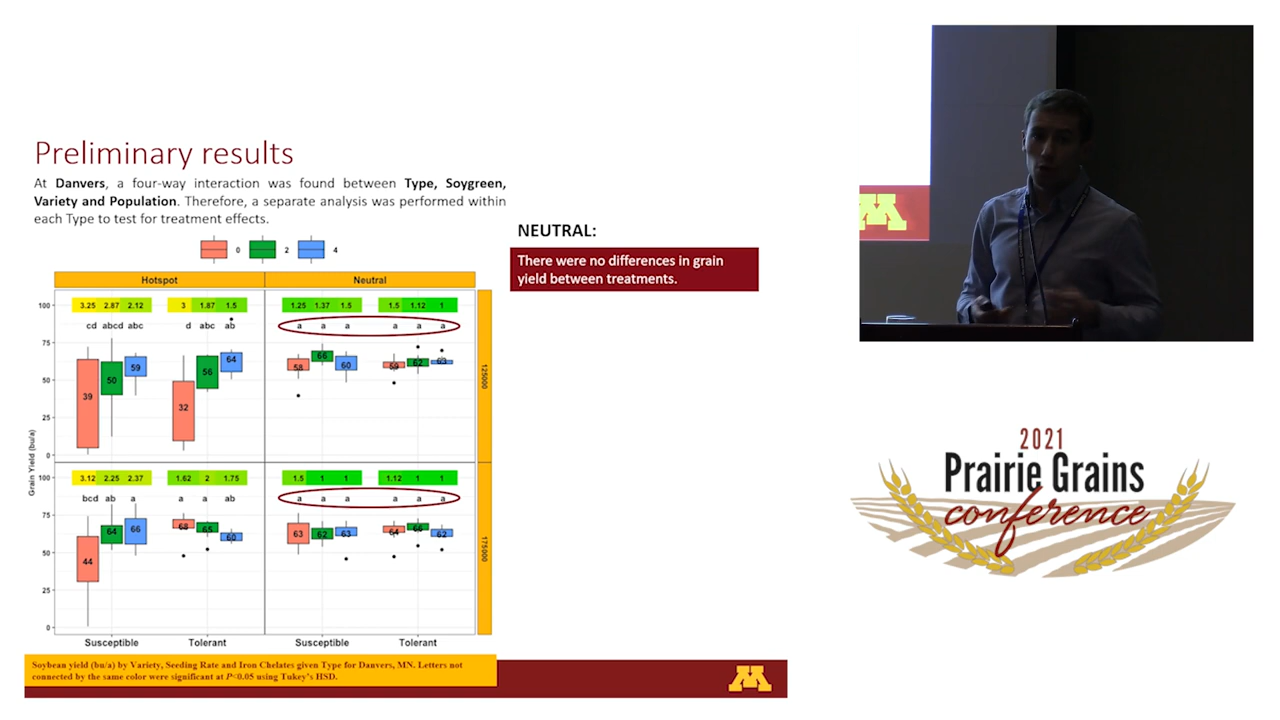 Preliminary results
At Danvers, a four-way interaction was found between Type, Soygreen,
Variety and Population. Therefore, a separate analysis was performed within
each Type to test for treatment effects.
NEUTRAL:
There were no differences in grain
yield between treatments.
0 2 4
Hotspot Neutral
100 3.25 2.87 2.12 3 1.87 1.5 1.25 1.37 1.5 1.5 1.12 1
cd abcd abc d abc ab a a a a a a
75
39 50 59 32 56 64 58 66 60 59 62 63
50
25
0
125000
100 3.12 2.25 2.37 1.62 2 1.75 1.5 1 1 1.12 1 1
bcd ab a a a ab a a a a a a
75
44 64 66 68 65 60 63 62 63 64 62
50
25
0
175000
Grain Yield (bu/a)
Susceptible Tolerant Susceptible Tolerant
Soybean yield (bu/a) by Variety, Seeding Rate and Iron Chelates given Type for Danvers, MN. Letters not
connected by the same color were significant at P<0.05 using Tukey's HSD.
M
M
2021
Prairie Grains
conference